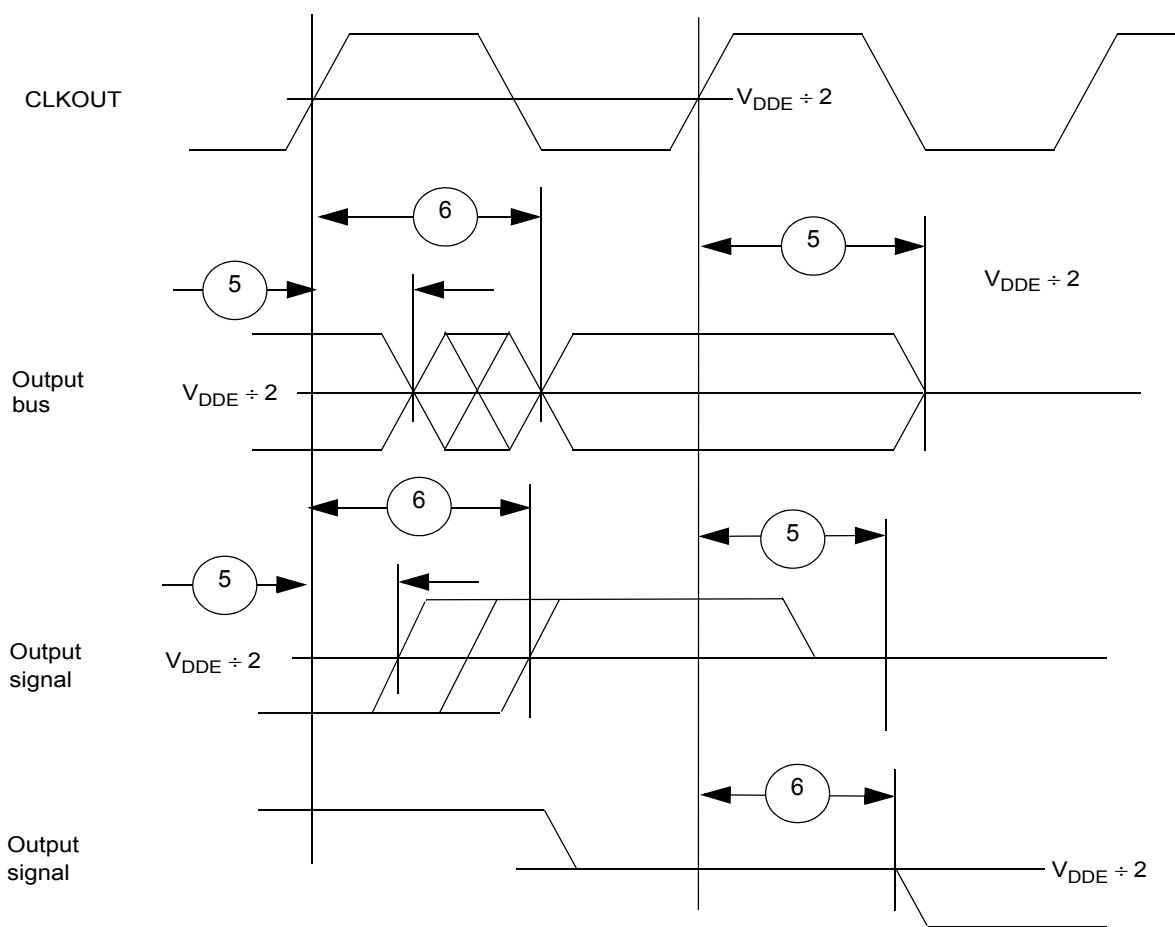 CLKOUT
V_DDE ÷ 2
6
5
5
V_DDE ÷ 2
Output
bus
V_DDE ÷ 2
6
5
5
Output
signal
V_DDE ÷ 2
6
Output
signal
V_DDE ÷ 2